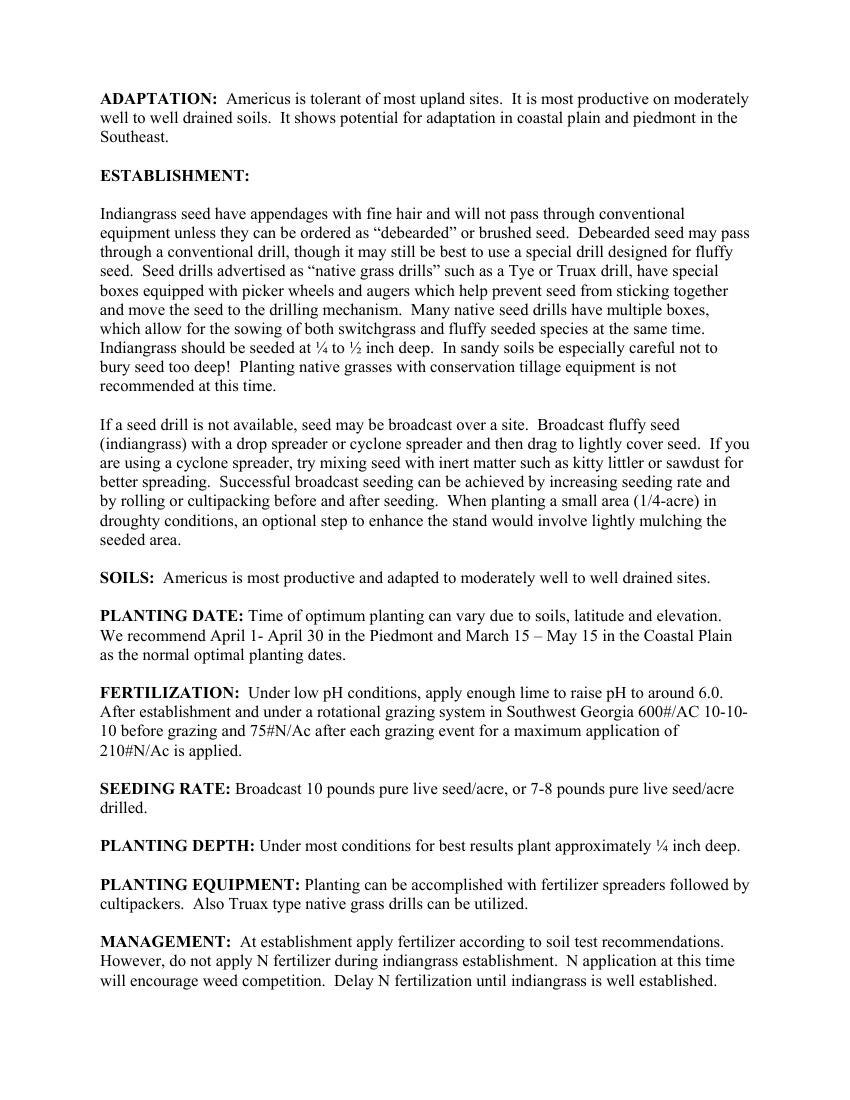 ADAPTATION:  Americus is tolerant of most upland sites.  It is most productive on moderately
well to well drained soils.  It shows potential for adaptation in coastal plain and piedmont in the
Southeast.
ESTABLISHMENT:
Indiangrass seed have appendages with fine hair and will not pass through conventional
equipment unless they can be ordered as “debearded” or brushed seed.  Debearded seed may pass
through a conventional drill, though it may still be best to use a special drill designed for fluffy
seed.  Seed drills advertised as “native grass drills” such as a Tye or Truax drill, have special
boxes equipped with picker wheels and augers which help prevent seed from sticking together
and move the seed to the drilling mechanism.  Many native seed drills have multiple boxes,
which allow for the sowing of both switchgrass and fluffy seeded species at the same time.
Indiangrass should be seeded at ¼ to ½ inch deep.  In sandy soils be especially careful not to
bury seed too deep!  Planting native grasses with conservation tillage equipment is not
recommended at this time.
If a seed drill is not available, seed may be broadcast over a site.  Broadcast fluffy seed
(indiangrass) with a drop spreader or cyclone spreader and then drag to lightly cover seed.  If you
are using a cyclone spreader, try mixing seed with inert matter such as kitty littler or sawdust for
better spreading.  Successful broadcast seeding can be achieved by increasing seeding rate and
by rolling or cultipacking before and after seeding.  When planting a small area (1/4-acre) in
droughty conditions, an optional step to enhance the stand would involve lightly mulching the
seeded area.
SOILS:  Americus is most productive and adapted to moderately well to well drained sites.
PLANTING DATE: Time of optimum planting can vary due to soils, latitude and elevation.
We recommend April 1- April 30 in the Piedmont and March 15 – May 15 in the Coastal Plain
as the normal optimal planting dates.
FERTILIZATION:  Under low pH conditions, apply enough lime to raise pH to around 6.0.
After establishment and under a rotational grazing system in Southwest Georgia 600#/AC 10-10-
10 before grazing and 75#N/Ac after each grazing event for a maximum application of
210#N/Ac is applied.
SEEDING RATE: Broadcast 10 pounds pure live seed/acre, or 7-8 pounds pure live seed/acre
drilled.
PLANTING DEPTH: Under most conditions for best results plant approximately ¼ inch deep.
PLANTING EQUIPMENT: Planting can be accomplished with fertilizer spreaders followed by
cultipackers.  Also Truax type native grass drills can be utilized.
MANAGEMENT:  At establishment apply fertilizer according to soil test recommendations.
However, do not apply N fertilizer during indiangrass establishment.  N application at this time
will encourage weed competition.  Delay N fertilization until indiangrass is well established.